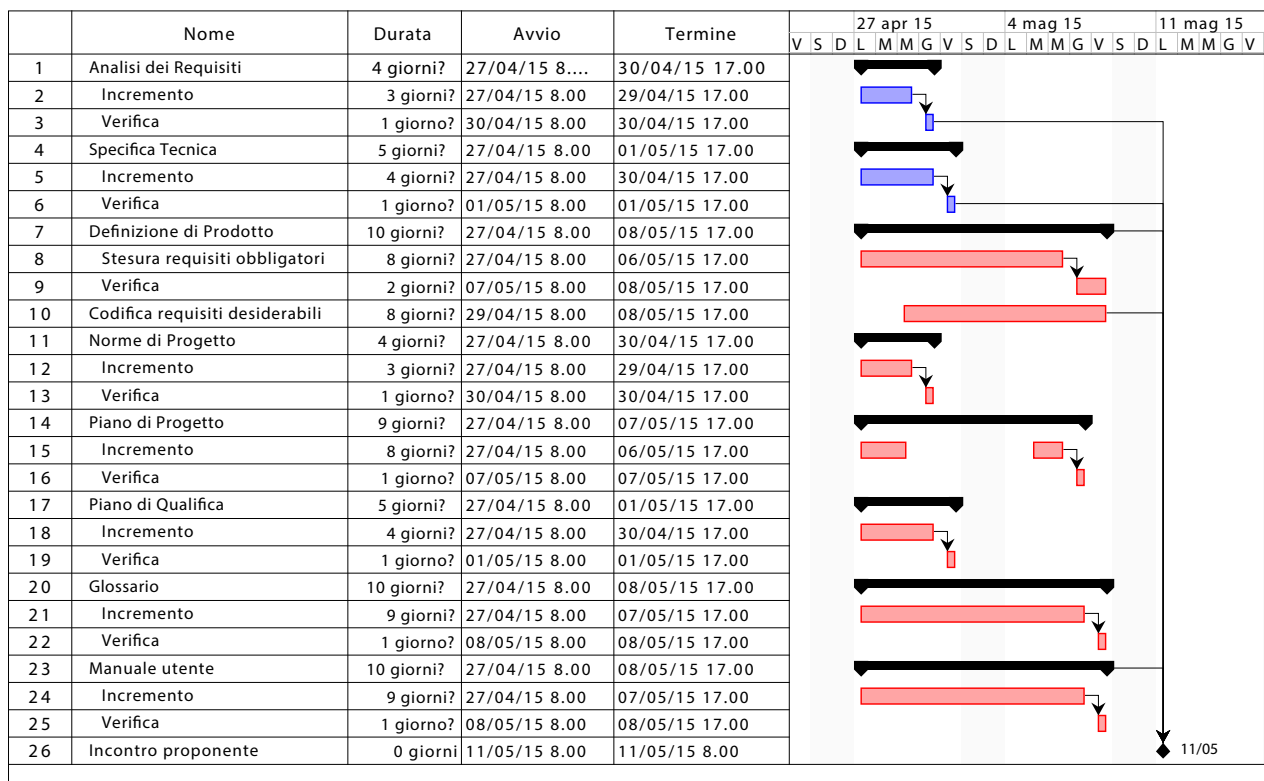 27 apr 15 4 mag 15 11 mag 15
Nome Durata Avvio Termine
V S D L M M G V S D L M M G V S D L M M G V
1 Analisi dei Requisiti 4 giorni? 27/04/15 8.... 30/04/15 17.00
2 Incremento 3 giorni? 27/04/15 8.00 29/04/15 17.00
3 Verifica 1 giorno? 30/04/15 8.00 30/04/15 17.00
4 Specifica Tecnica 5 giorni? 27/04/15 8.00 01/05/15 17.00
5 Incremento 4 giorni? 27/04/15 8.00 30/04/15 17.00
6 Verifica 1 giorno? 01/05/15 8.00 01/05/15 17.00
7 Definizione di Prodotto 10 giorni? 27/04/15 8.00 08/05/15 17.00
8 Stesura requisiti obbligatori 8 giorni? 27/04/15 8.00 06/05/15 17.00
9 Verifica 2 giorni? 07/05/15 8.00 08/05/15 17.00
10 Codifica requisiti desiderabili 8 giorni? 29/04/15 8.00 08/05/15 17.00
11 Norme di Progetto 4 giorni? 27/04/15 8.00 30/04/15 17.00
12 Incremento 3 giorni? 27/04/15 8.00 29/04/15 17.00
13 Verifica 1 giorno? 30/04/15 8.00 30/04/15 17.00
14 Piano di Progetto 9 giorni? 27/04/15 8.00 07/05/15 17.00
15 Incremento 8 giorni? 27/04/15 8.00 06/05/15 17.00
16 Verifica 1 giorno? 07/05/15 8.00 07/05/15 17.00
17 Piano di Qualifica 5 giorni? 27/04/15 8.00 01/05/15 17.00
18 Incremento 4 giorni? 27/04/15 8.00 30/04/15 17.00
19 Verifica 1 giorno? 01/05/15 8.00 01/05/15 17.00
20 Glossario 10 giorni? 27/04/15 8.00 08/05/15 17.00
21 Incremento 9 giorni? 27/04/15 8.00 07/05/15 17.00
22 Verifica 1 giorno? 08/05/15 8.00 08/05/15 17.00
23 Manuale utente 10 giorni? 27/04/15 8.00 08/05/15 17.00
24 Incremento 9 giorni? 27/04/15 8.00 07/05/15 17.00
25 Verifica 1 giorno? 08/05/15 8.00 08/05/15 17.00
26 Incontro proponente 0 giorni 11/05/15 8.00 11/05/15 8.00 11/05